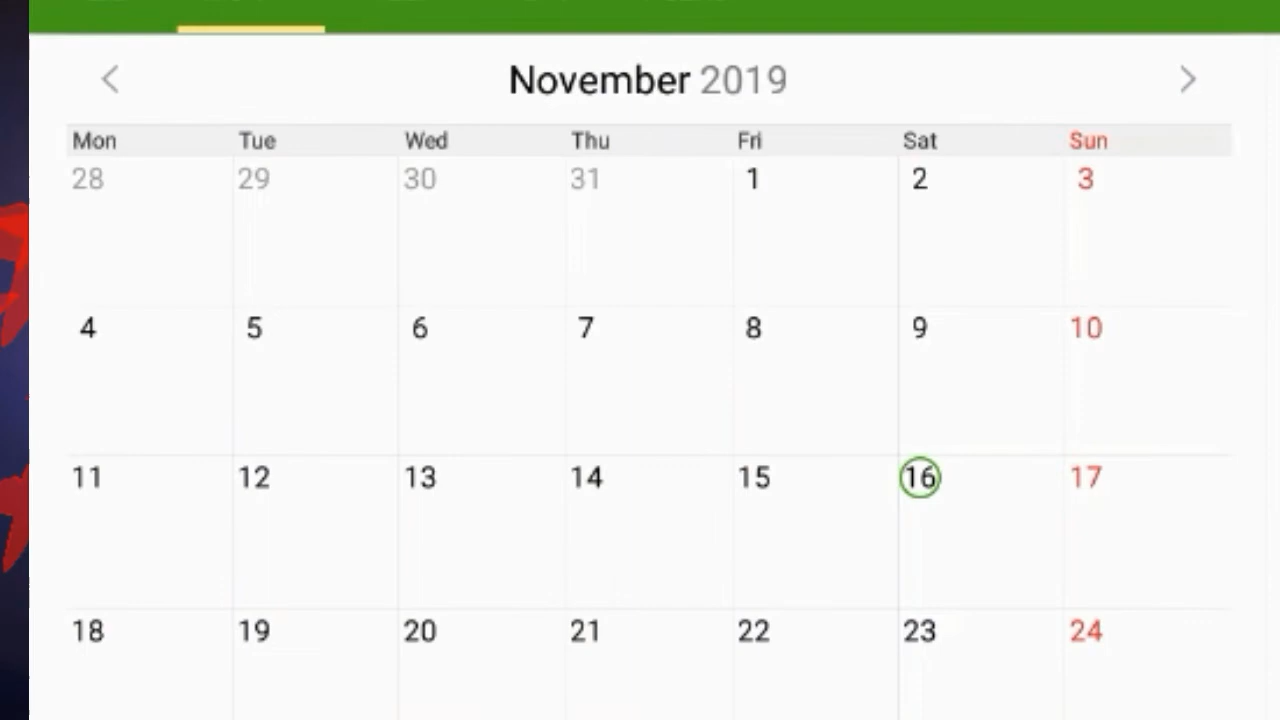 November 2019
Mon Tue Wed Thu Fri Sat Sun
28 29 30 31 1 2 3
4 5 6 7 8 9 10
11 12 13 14 15 16 17
18 19 20 21 22 23 24